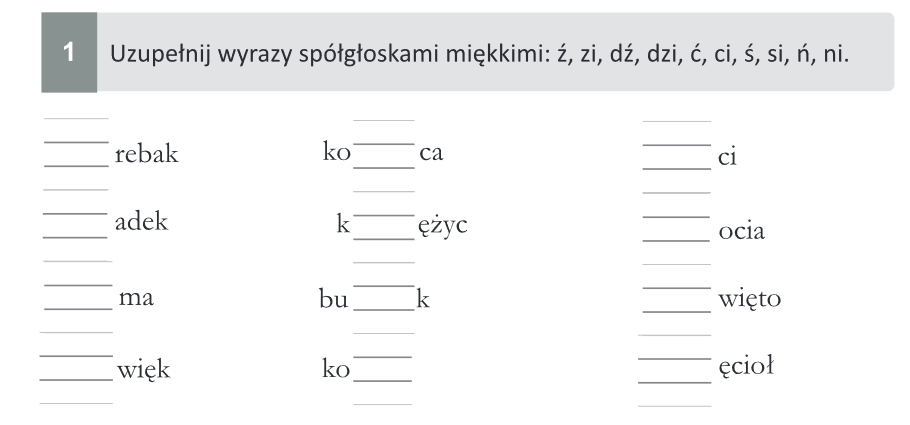 1 Uzupełnij wyrazy spółgłoskami miękkimi: ź, zi, dź, dzi, ć, ci, ś, si, ń, ni.
rebak ko ca ci
adek k ężyc ocia
ma bu k więto
więk ko ęcioł